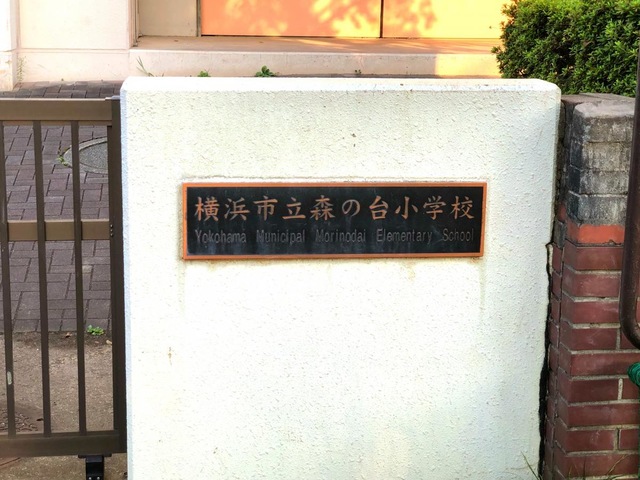 横浜市立森の台小学校
Yokohama Municipal Morinodai Elementary School